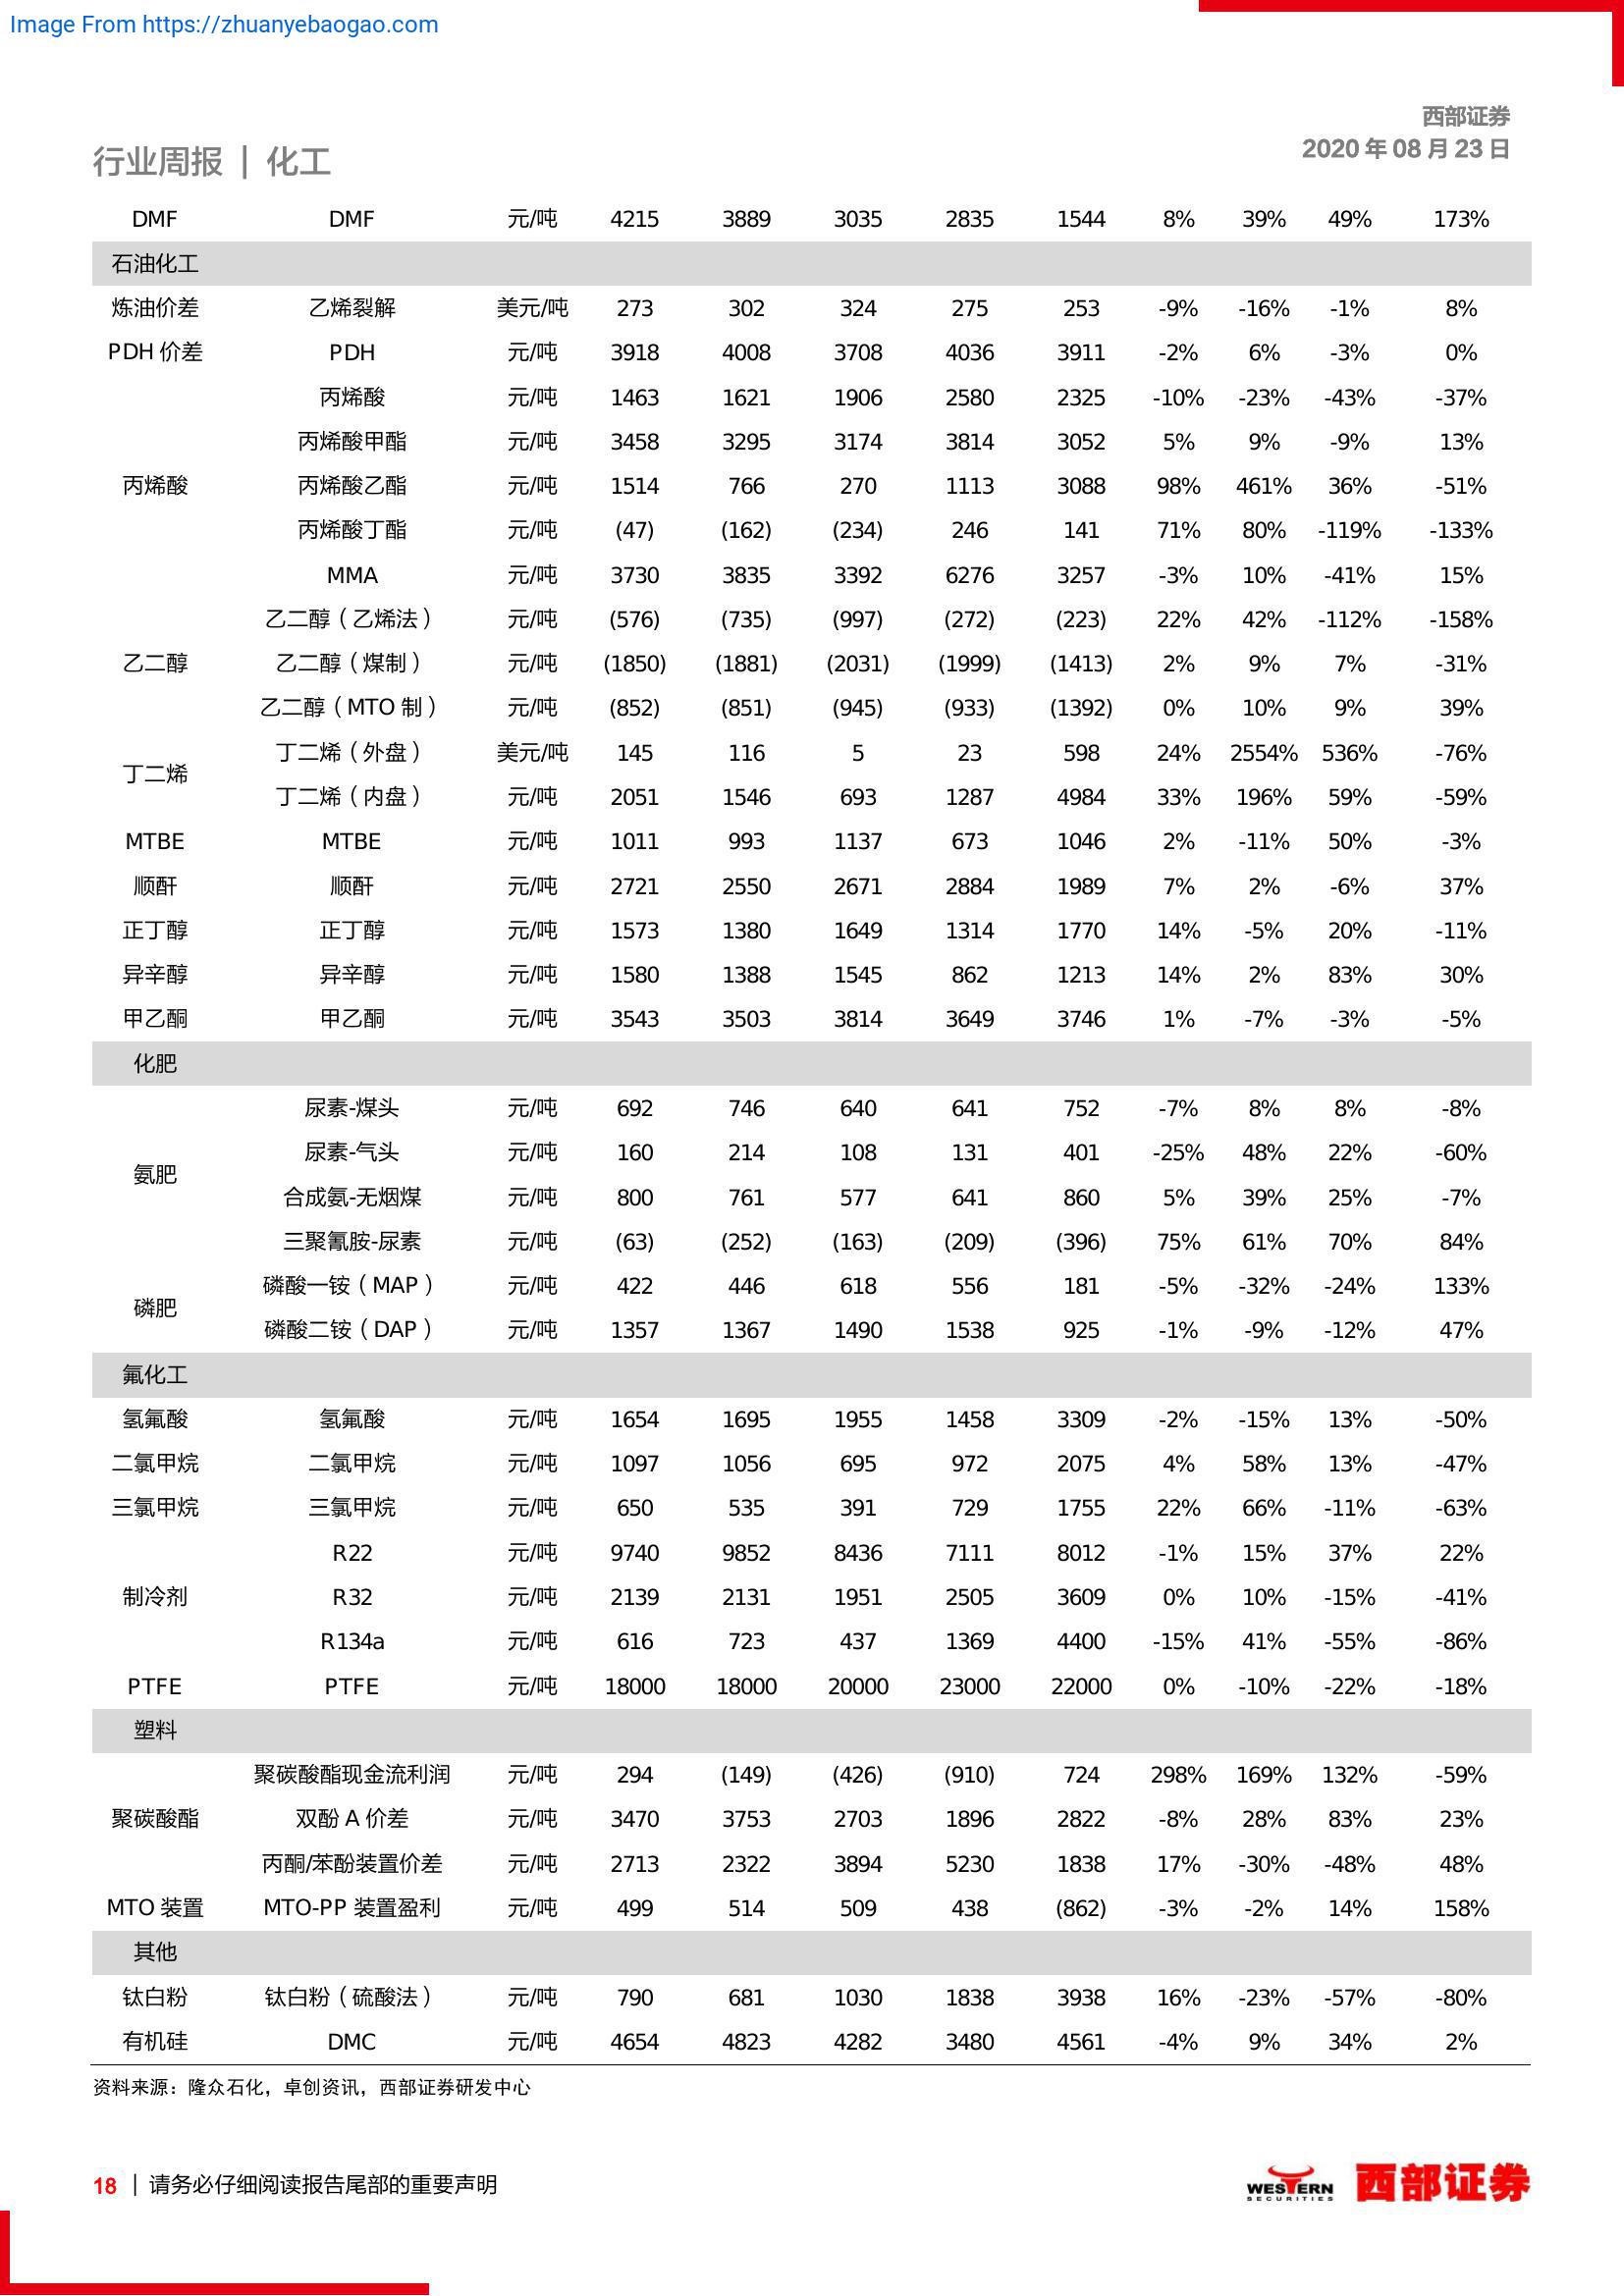 Image From https://zhuanyebaogao.com
西部证券
2020 年 08 月 23 日
行业周报 | 化工
DMF DMF 元/吨 4215 3889 3035 2835 1544 8% 39% 49% 173%
石油化工
炼油价差 乙烯裂解 美元/吨 273 302 324 275 253 -9% -16% -1% 8%
PDH 价差 PDH 元/吨 3918 4008 3708 4036 3911 -2% 6% -3% 0%
丙烯酸 元/吨 1463 1621 1906 2580 2325 -10% -23% -43% -37%
丙烯酸甲酯 元/吨 3458 3295 3174 3814 3052 5% 9% -9% 13%
丙烯酸 丙烯酸乙酯 元/吨 1514 766 270 1113 3088 98% 461% 36% -51%
丙烯酸丁酯 元/吨 (47) (162) (234) 246 141 71% 80% -119% -133%
MMA 元/吨 3730 3835 3392 6276 3257 -3% 10% -41% 15%
乙二醇（乙烯法） 元/吨 (576) (735) (997) (272) (223) 22% 42% -112% -158%
乙二醇 乙二醇（煤制） 元/吨 (1850) (1881) (2031) (1999) (1413) 2% 9% 7% -31%
乙二醇（MTO 制） 元/吨 (852) (851) (945) (933) (1392) 0% 10% 9% 39%
丁二烯 丁二烯（外盘） 美元/吨 145 116 5 23 598 24% 2554% 536% -76%
丁二烯（内盘） 元/吨 2051 1546 693 1287 4984 33% 196% 59% -59%
MTBE MTBE 元/吨 1011 993 1137 673 1046 2% -11% 50% -3%
顺酐 顺酐 元/吨 2721 2550 2671 2884 1989 7% 2% -6% 37%
正丁醇 正丁醇 元/吨 1573 1380 1649 1314 1770 14% -5% 20% -11%
异辛醇 异辛醇 元/吨 1580 1388 1545 862 1213 14% 2% 83% 30%
甲乙酮 甲乙酮 元/吨 3543 3503 3814 3649 3746 1% -7% -3% -5%
化肥
尿素-煤头 元/吨 692 746 640 641 752 -7% 8% 8% -8%
氨肥 尿素-气头 元/吨 160 214 108 131 401 -25% 48% 22% -60%
合成氨-无烟煤 元/吨 800 761 577 641 860 5% 39% 25% -7%
三聚氰胺-尿素 元/吨 (63) (252) (163) (209) (396) 75% 61% 70% 84%
磷肥 磷酸一铵（MAP） 元/吨 422 446 618 556 181 -5% -32% -24% 133%
磷酸二铵（DAP） 元/吨 1357 1367 1490 1538 925 -1% -9% -12% 47%
氟化工
氢氟酸 氢氟酸 元/吨 1654 1695 1955 1458 3309 -2% -15% 13% -50%
二氯甲烷 二氯甲烷 元/吨 1097 1056 695 972 2075 4% 58% 13% -47%
三氯甲烷 三氯甲烷 元/吨 650 535 391 729 1755 22% 66% -11% -63%
R22 元/吨 9740 9852 8436 7111 8012 -1% 15% 37% 22%
制冷剂 R32 元/吨 2139 2131 1951 2505 3609 0% 10% -15% -41%
R134a 元/吨 616 723 437 1369 4400 -15% 41% -55% -86%
PTFE PTFE 元/吨 18000 18000 20000 23000 22000 0% -10% -22% -18%
塑料
聚碳酸酯现金流利润 元/吨 294 (149) (426) (910) 724 298% 169% 132% -59%
聚碳酸酯 双酚 A 价差 元/吨 3470 3753 2703 1896 2822 -8% 28% 83% 23%
丙酮/苯酚装置价差 元/吨 2713 2322 3894 5230 1838 17% -30% -48% 48%
MTO 装置 MTO-PP 装置盈利 元/吨 499 514 509 438 (862) -3% -2% 14% 158%
其他
钛白粉 钛白粉（硫酸法） 元/吨 790 681 1030 1838 3938 16% -23% -57% -80%
有机硅 DMC 元/吨 4654 4823 4282 3480 4561 -4% 9% 34% 2%
资料来源：隆众石化，卓创资讯，西部证券研发中心
18 | 请务必仔细阅读报告尾部的重要声明
WESTERN
SECURITIES
西部证券